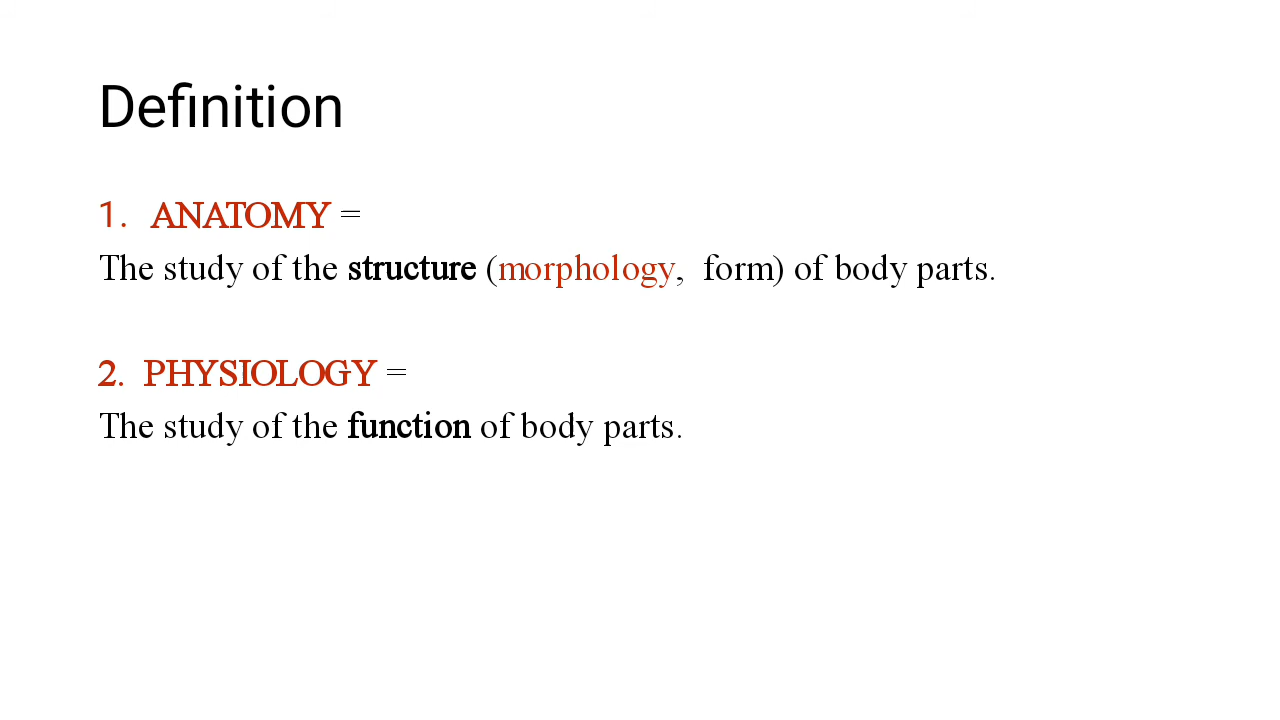 Definition
1. ANATOMY =
The study of the structure (morphology, form) of body parts.
2. PHYSIOLOGY =
The study of the function of body parts.